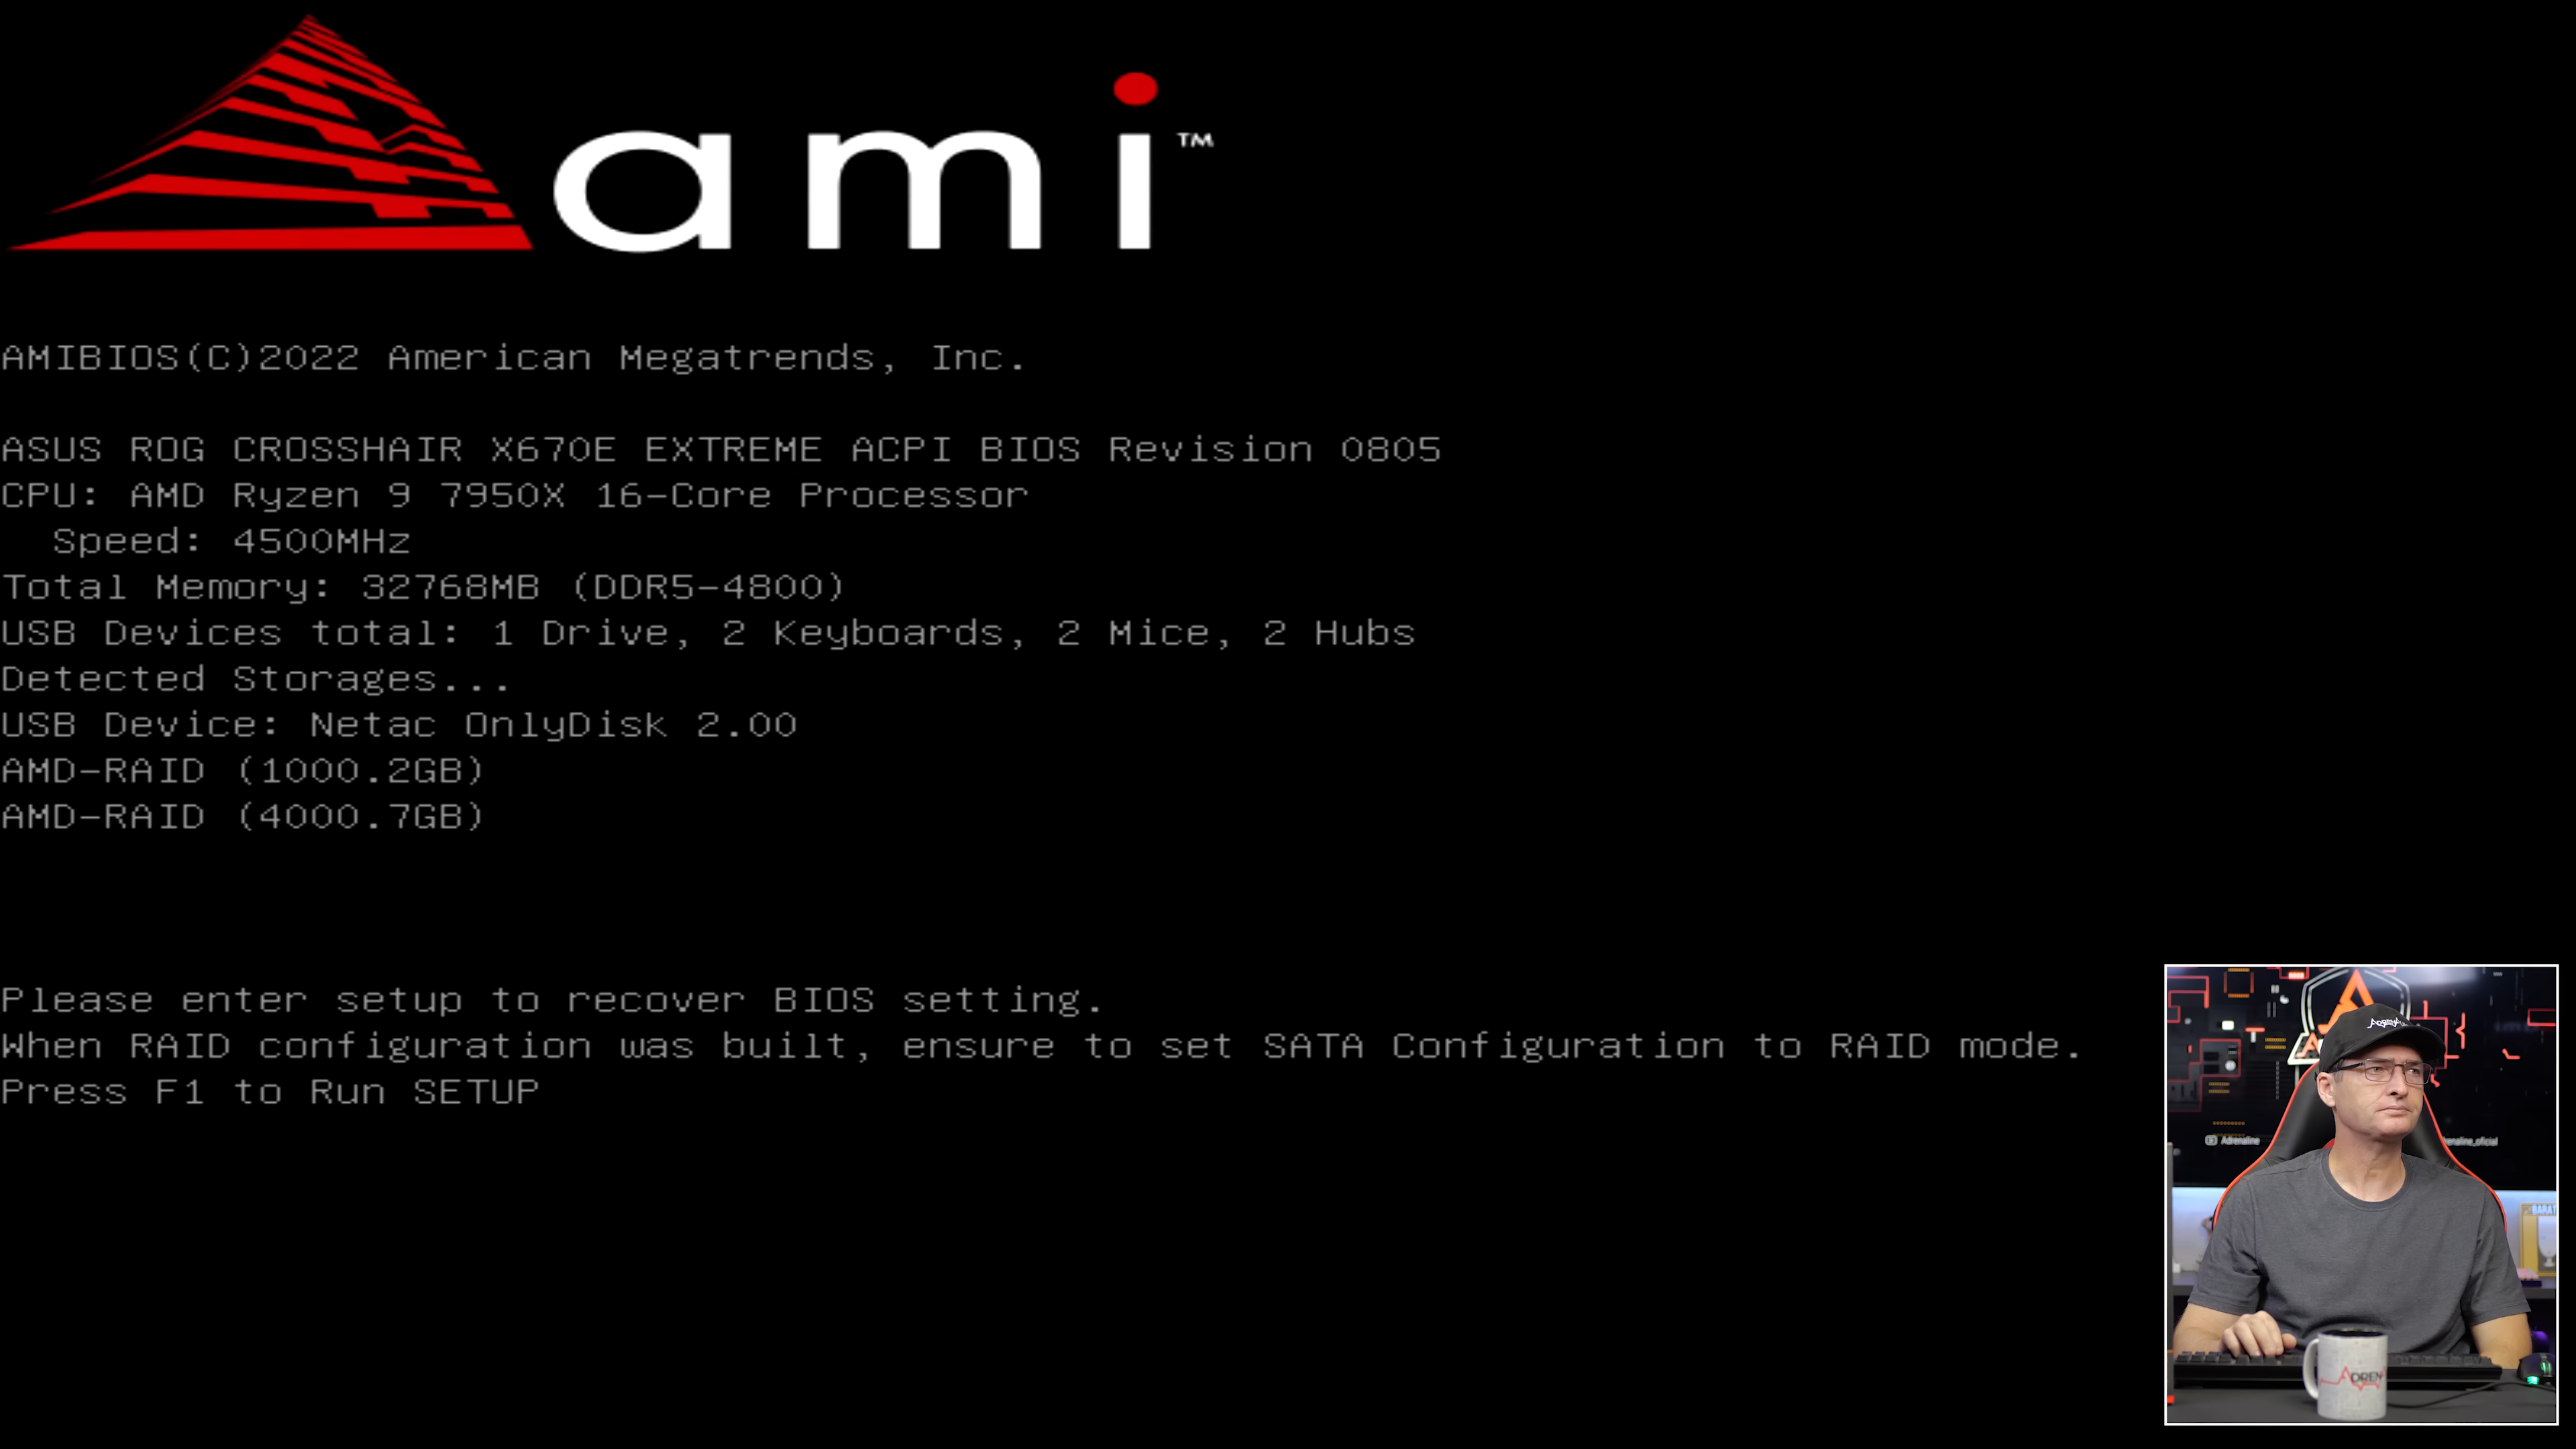 ami™
AMIBIOS(C)2022 American Megatrends, Inc.
ASUS ROG CROSSHAIR X670E EXTREME ACPI BIOS Revision 0805
CPU: AMD Ryzen 9 7950X 16-Core Processor
Speed: 4500MHz
Total Memory: 32768MB (DDR5-4800)
USB Devices total: 1 Drive, 2 Keyboards, 2 Mice, 2 Hubs
Detected Storages...
USB Device: Netac OnlyDisk 2.00
AMD-RAID (1000.2GB)
AMD-RAID (4000.7GB)
Please enter setup to recover BIOS setting.
When RAID configuration was built, ensure to set SATA Configuration to RAID mode.
Press F1 to Run SETUP
Adrenaline
ADREN